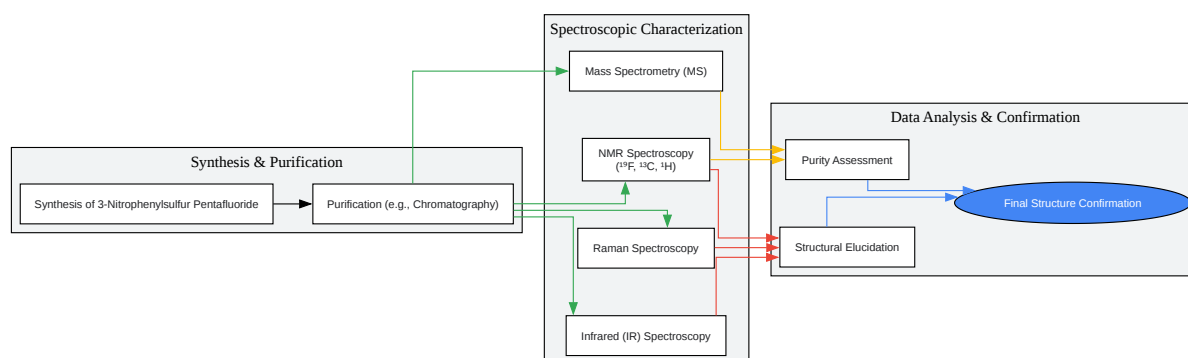 Spectroscopic Characterization
Mass Spectrometry (MS)
Data Analysis & Confirmation
Synthesis & Purification
NMR Spectroscopy
(¹⁹F, ¹³C, ¹H)
Purity Assessment
Synthesis of 3-Nitrophenylsulfur Pentafluoride
Purification (e.g., Chromatography)
Final Structure Confirmation
Raman Spectroscopy
Structural Elucidation
Infrared (IR) Spectroscopy